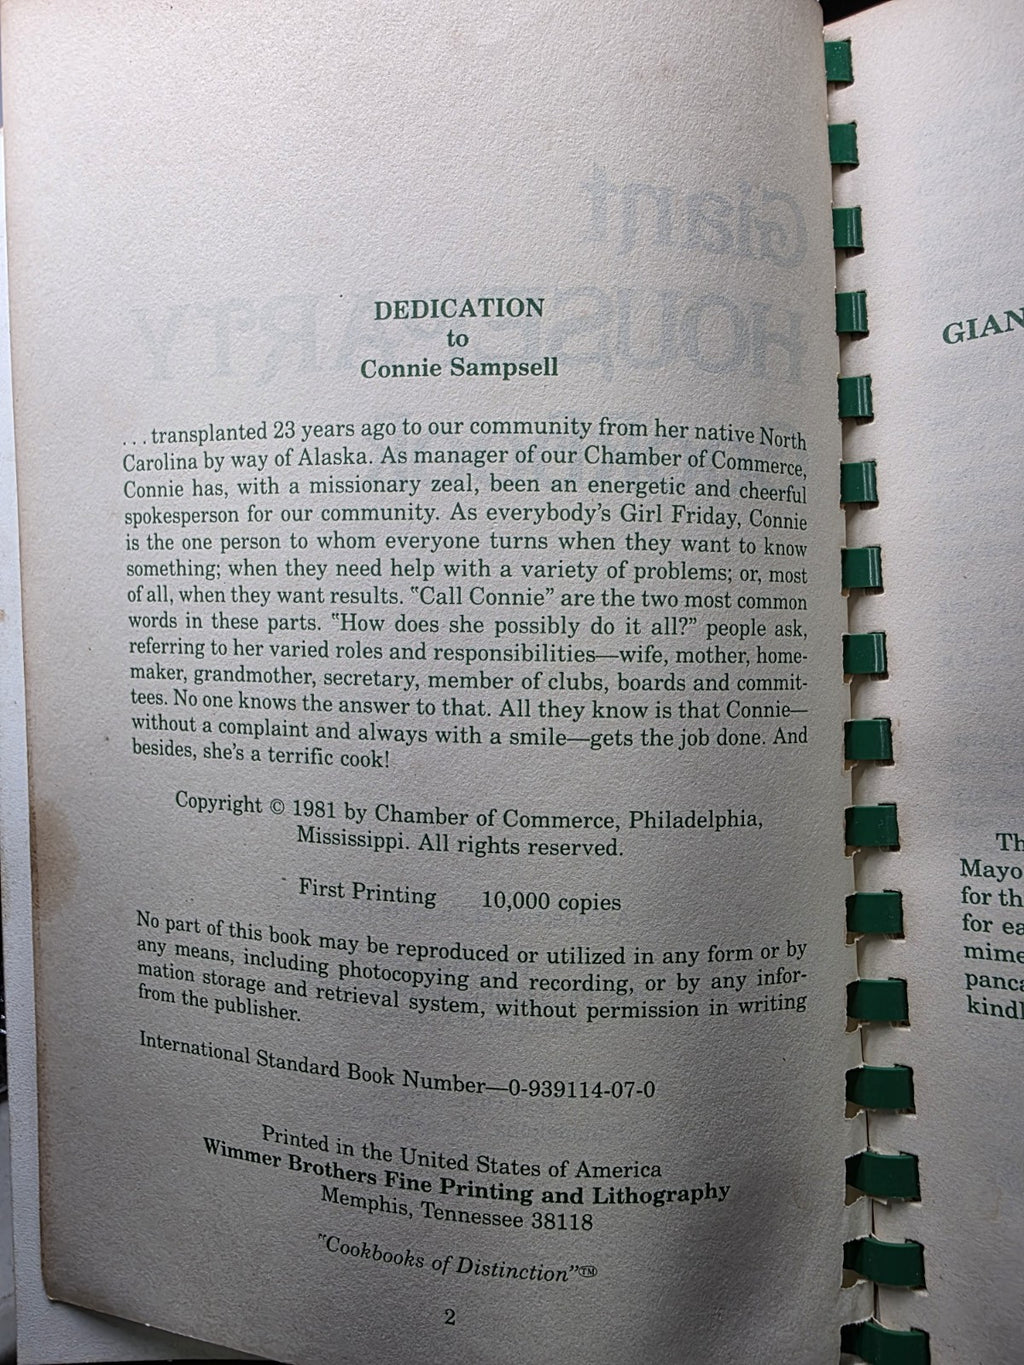 DEDICATION
to
Connie Sampsell
...transplanted 23 years ago to our community from her native North
Carolina by way of Alaska. As manager of our Chamber of Commerce,
Connie has, with a missionary zeal, been an energetic and cheerful
spokesperson for our community. As everybody's Girl Friday, Connie
is the one person to whom everyone turns when they want to know
something; when they need help with a variety of problems; or, most
of all, when they want results. "Call Connie" are the two most common
words in these parts. "How does she possibly do it all?" people ask,
referring to her varied roles and responsibilities—wife, mother, home-
maker, grandmother, secretary, member of clubs, boards and commit-
tees. No one knows the answer to that. All they know is that Connie—
without a complaint and always with a smile—gets the job done. And
besides, she's a terrific cook!
Copyright © 1981 by Chamber of Commerce, Philadelphia,
Mississippi. All rights reserved.
First Printing 10,000 copies
No part of this book may be reproduced or utilized in any form or by
any means, including photocopying and recording, or by any infor-
mation storage and retrieval system, without permission in writing
from the publisher.
International Standard Book Number—0-939114-07-0
Printed in the United States of America
Wimmer Brothers Fine Printing and Lithography
Memphis, Tennessee 38118
"Cookbooks of Distinction"™
2
GIAN
Th
Mayo
for th
for ea
mime
panca
kindl